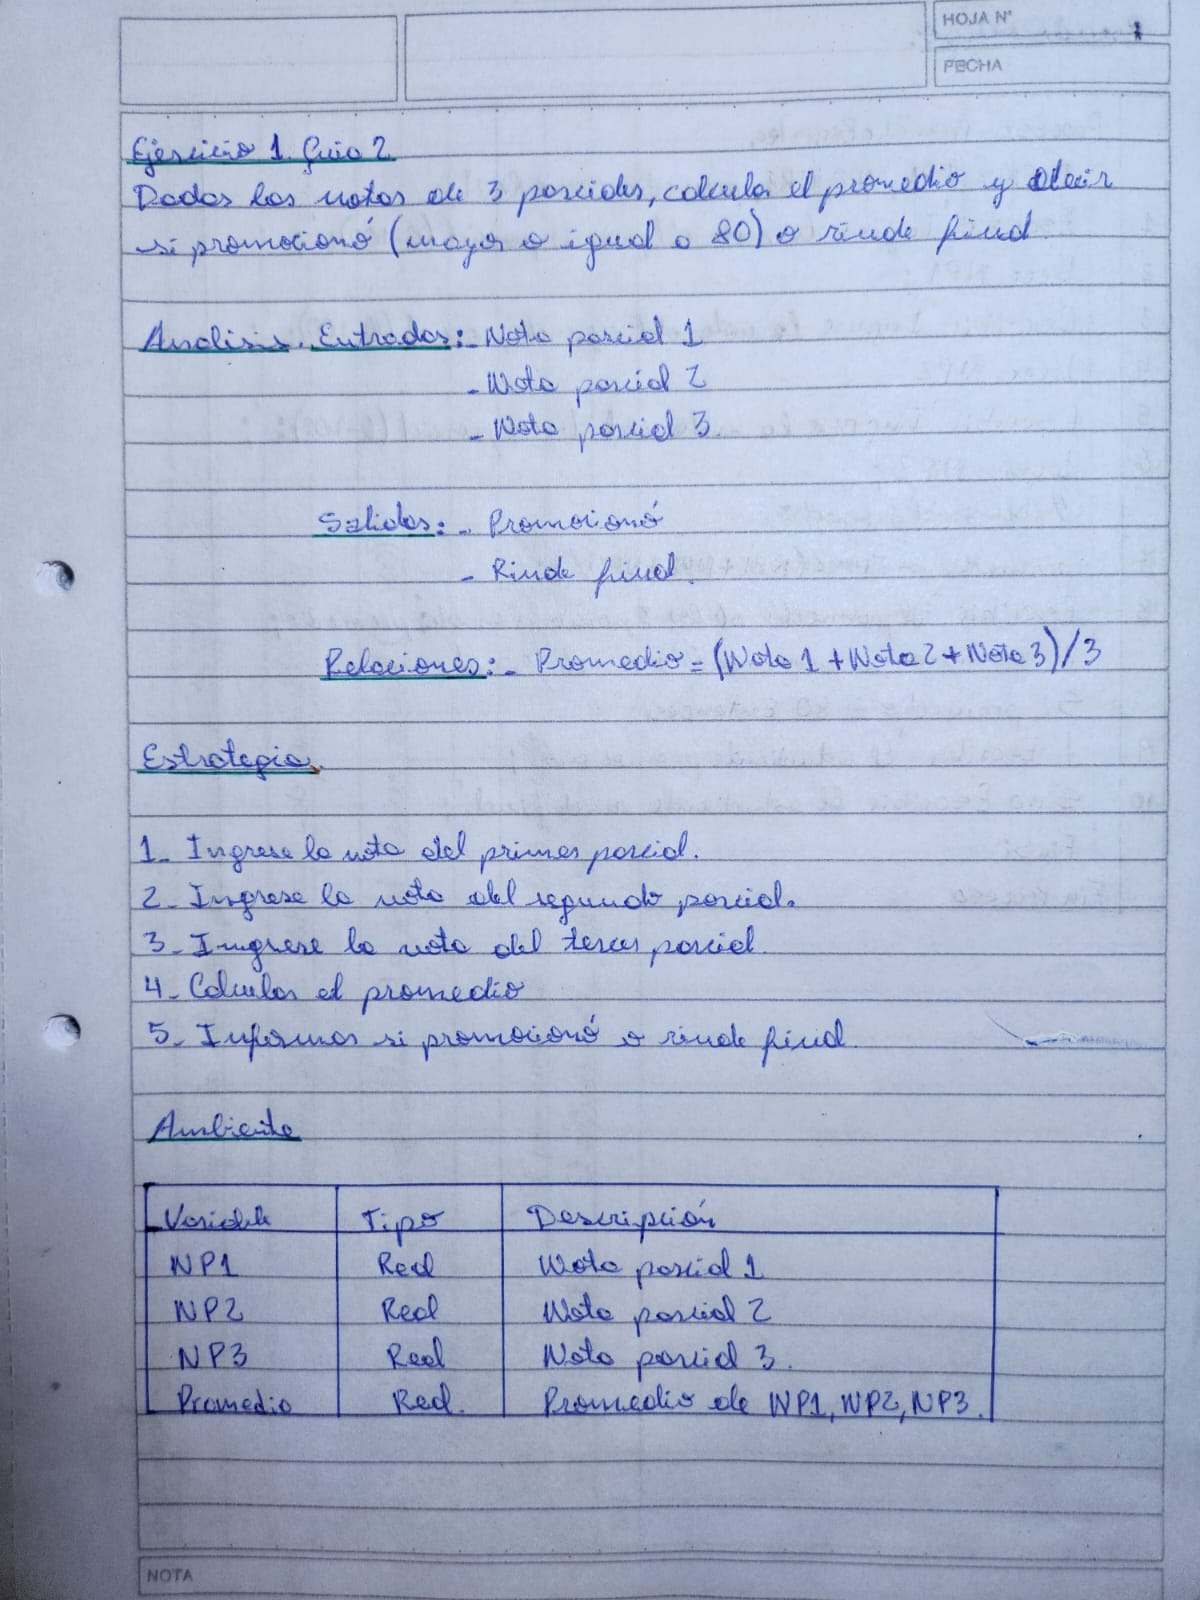 HOJA N° 1
FECHA
Ejercicio 1. Guia 2
Dadas las notas de 3 parciales, calcular el promedio y decir
si promocionó (mayor o igual a 80) o rinde final
Analisis. Entradas: - Nota parcial 1
- Nota parcial 2
- Nota parcial 3.
Salidas: - Promocionó
- Rinde final.
Relaciones: - Promedio = (Nota 1 + Nota 2 + Nota 3) / 3
Estrategia.
1- Ingrese la nota del primer parcial.
2- Ingrese la nota del segundo parcial.
3- Ingrese la nota del tercer parcial.
4- Calcular el promedio
5- Informar si promocionó o rinde final.
Ambiente
Variable Tipo Descripción
NP1 Real Nota parcial 1
NP2 Real Nota parcial 2
NP3 Real Nota parcial 3.
Promedio Real. Promedio de NP1, NP2, NP3.
NOTA